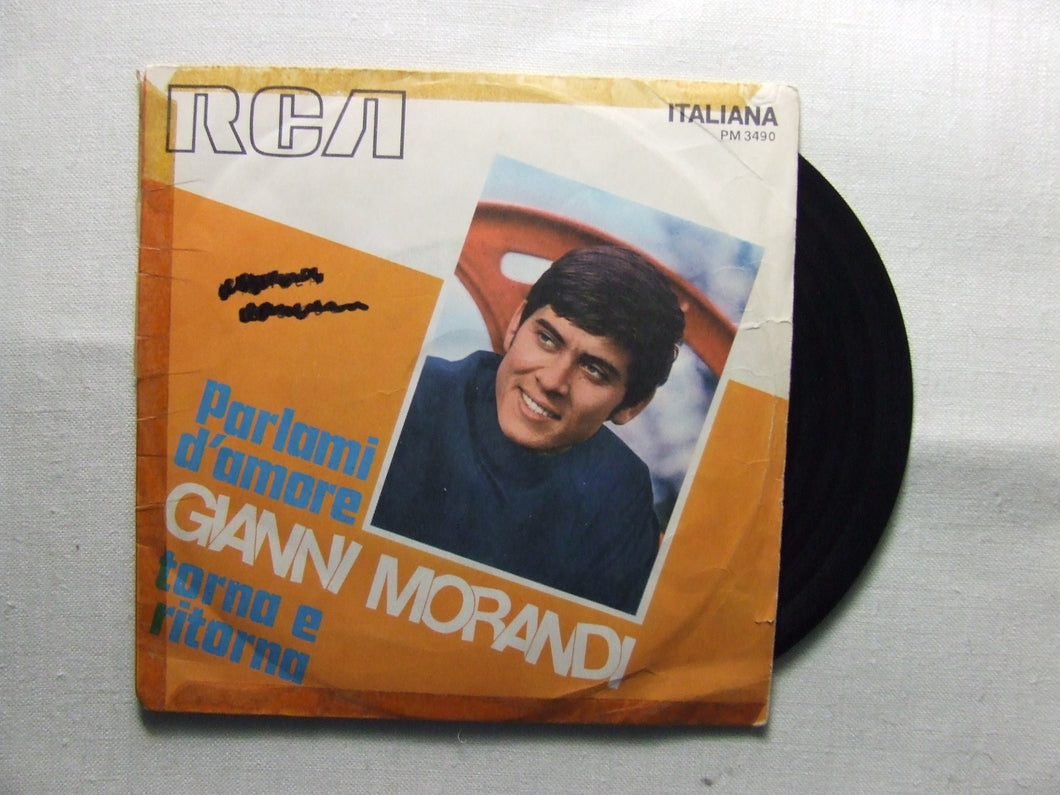 RCA
ITALIANA
PM 3490
parlami
d'amore
GIANNI MORANDI
torna e
ritorna